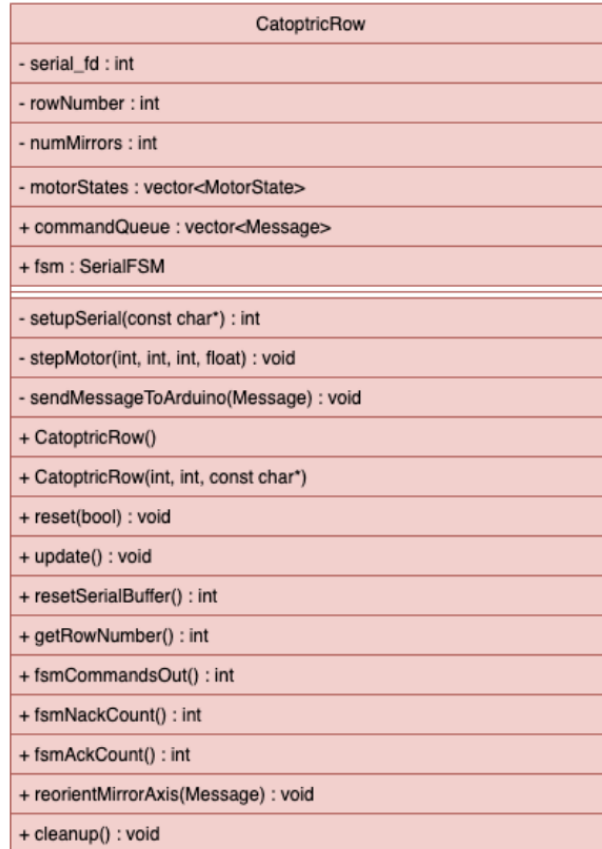 CatoptricRow
- serial_fd : int
- rowNumber : int
- numMirrors : int
- motorStates : vector<MotorState>
+ commandQueue : vector<Message>
+ fsm : SerialFSM
- setupSerial(const char*) : int
- stepMotor(int, int, int, float) : void
- sendMessageToArduino(Message) : void
+ CatoptricRow()
+ CatoptricRow(int, int, const char*)
+ reset(bool) : void
+ update() : void
+ resetSerialBuffer() : int
+ getRowNumber() : int
+ fsmCommandsOut() : int
+ fsmNackCount() : int
+ fsmAckCount() : int
+ reorientMirrorAxis(Message) : void
+ cleanup() : void